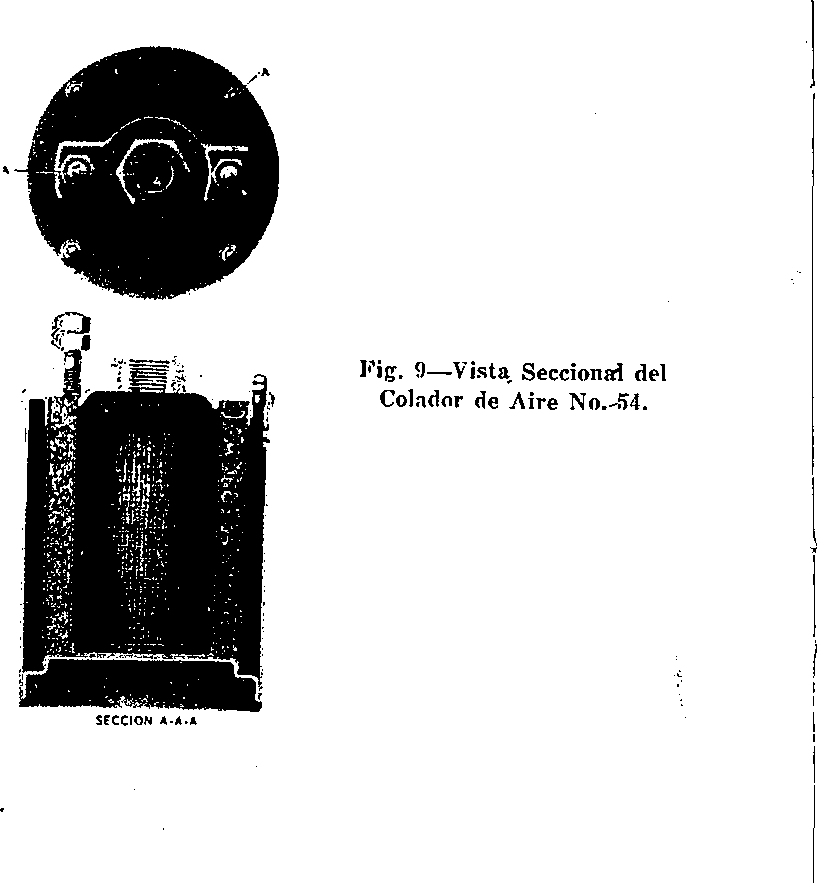 A
A
A
Fig. 9—Vista Seccional del
Colador de Aire No. 54.
SECCION A-A-A